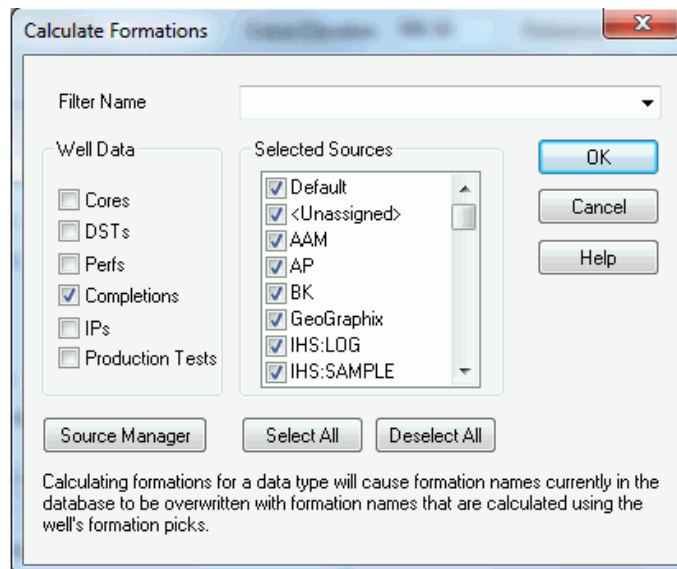 Calculate Formations
Filter Name
Well Data
Cores
DSTs
Perfs
Completions
IPs
Production Tests
Selected Sources
Default
<Unassigned>
AAM
AP
BK
GeoGraphix
IHS:LOG
IHS:SAMPLE
OK
Cancel
Help
Source Manager
Select All
Deselect All
Calculating formations for a data type will cause formation names currently in the
database to be overwritten with formation names that are calculated using the
well's formation picks.